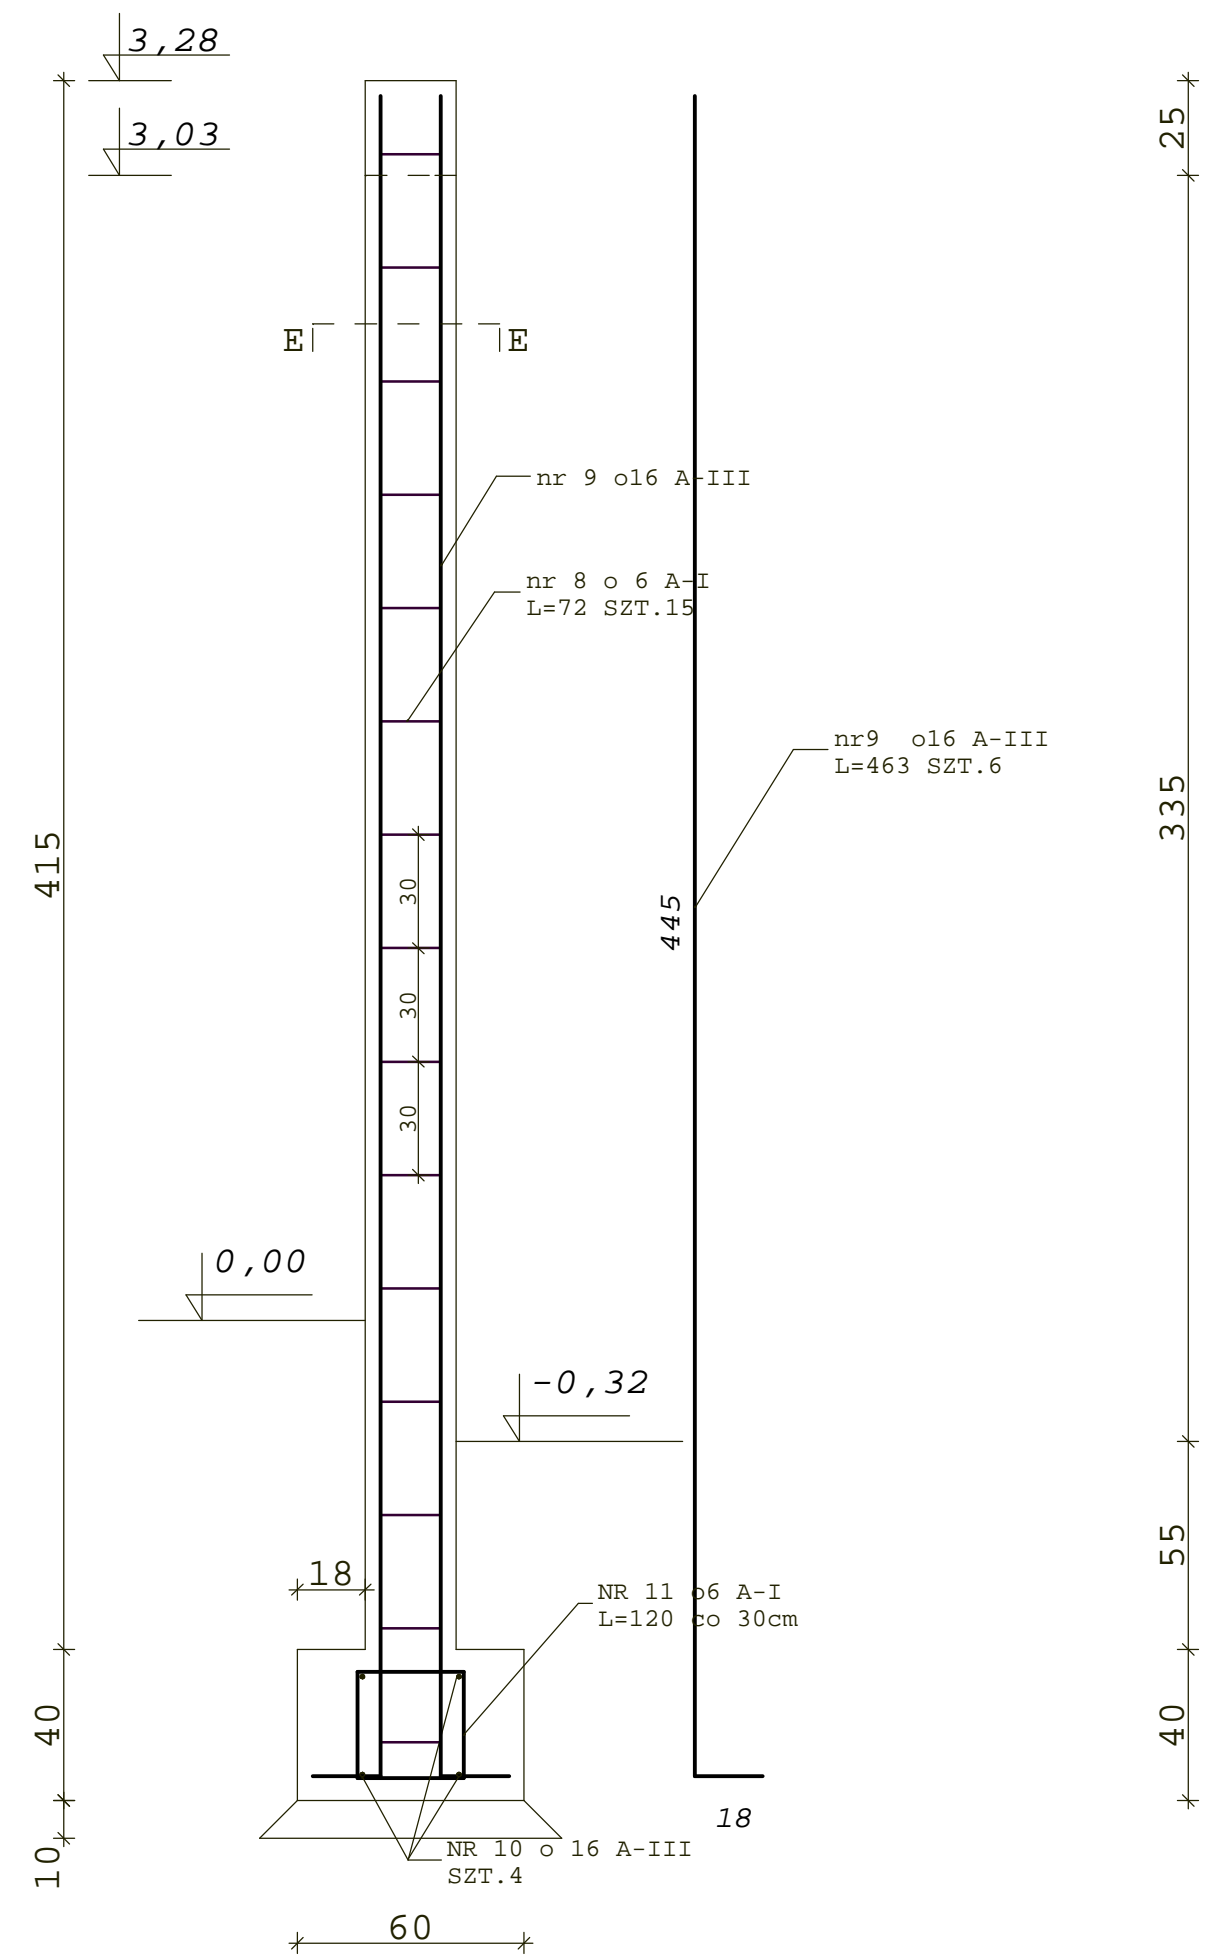 3,28
3,03
25
E E
nr 9 o16 A-III
nr 8 o 6 A-I
L=72 SZT.15
nr9 o16 A-III
L=463 SZT.6
335
415
445
30
30
30
0,00
-0,32
55
18
NR 11 o6 A-I
L=120 co 30cm
40
40
18
NR 10 o 16 A-III
SZT.4
10
60